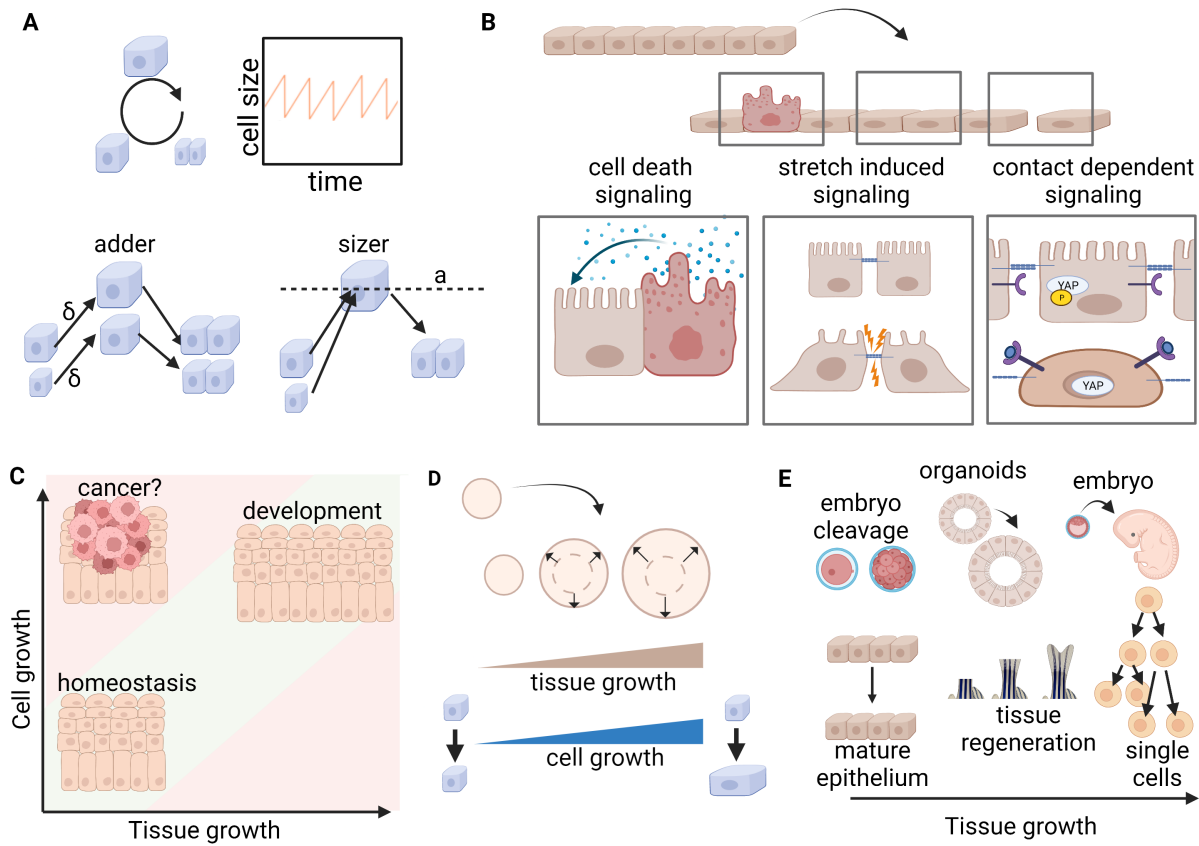 A
cell size
time
adder
δ
δ
sizer
a
B
cell death
signaling
stretch induced
signaling
contact dependent
signaling
YAP
P
YAP
C
cancer?
development
homeostasis
Cell growth
Tissue growth
D
tissue growth
cell growth
E
embryo
cleavage
organoids
embryo
mature
epithelium
tissue
regeneration
single
cells
Tissue growth